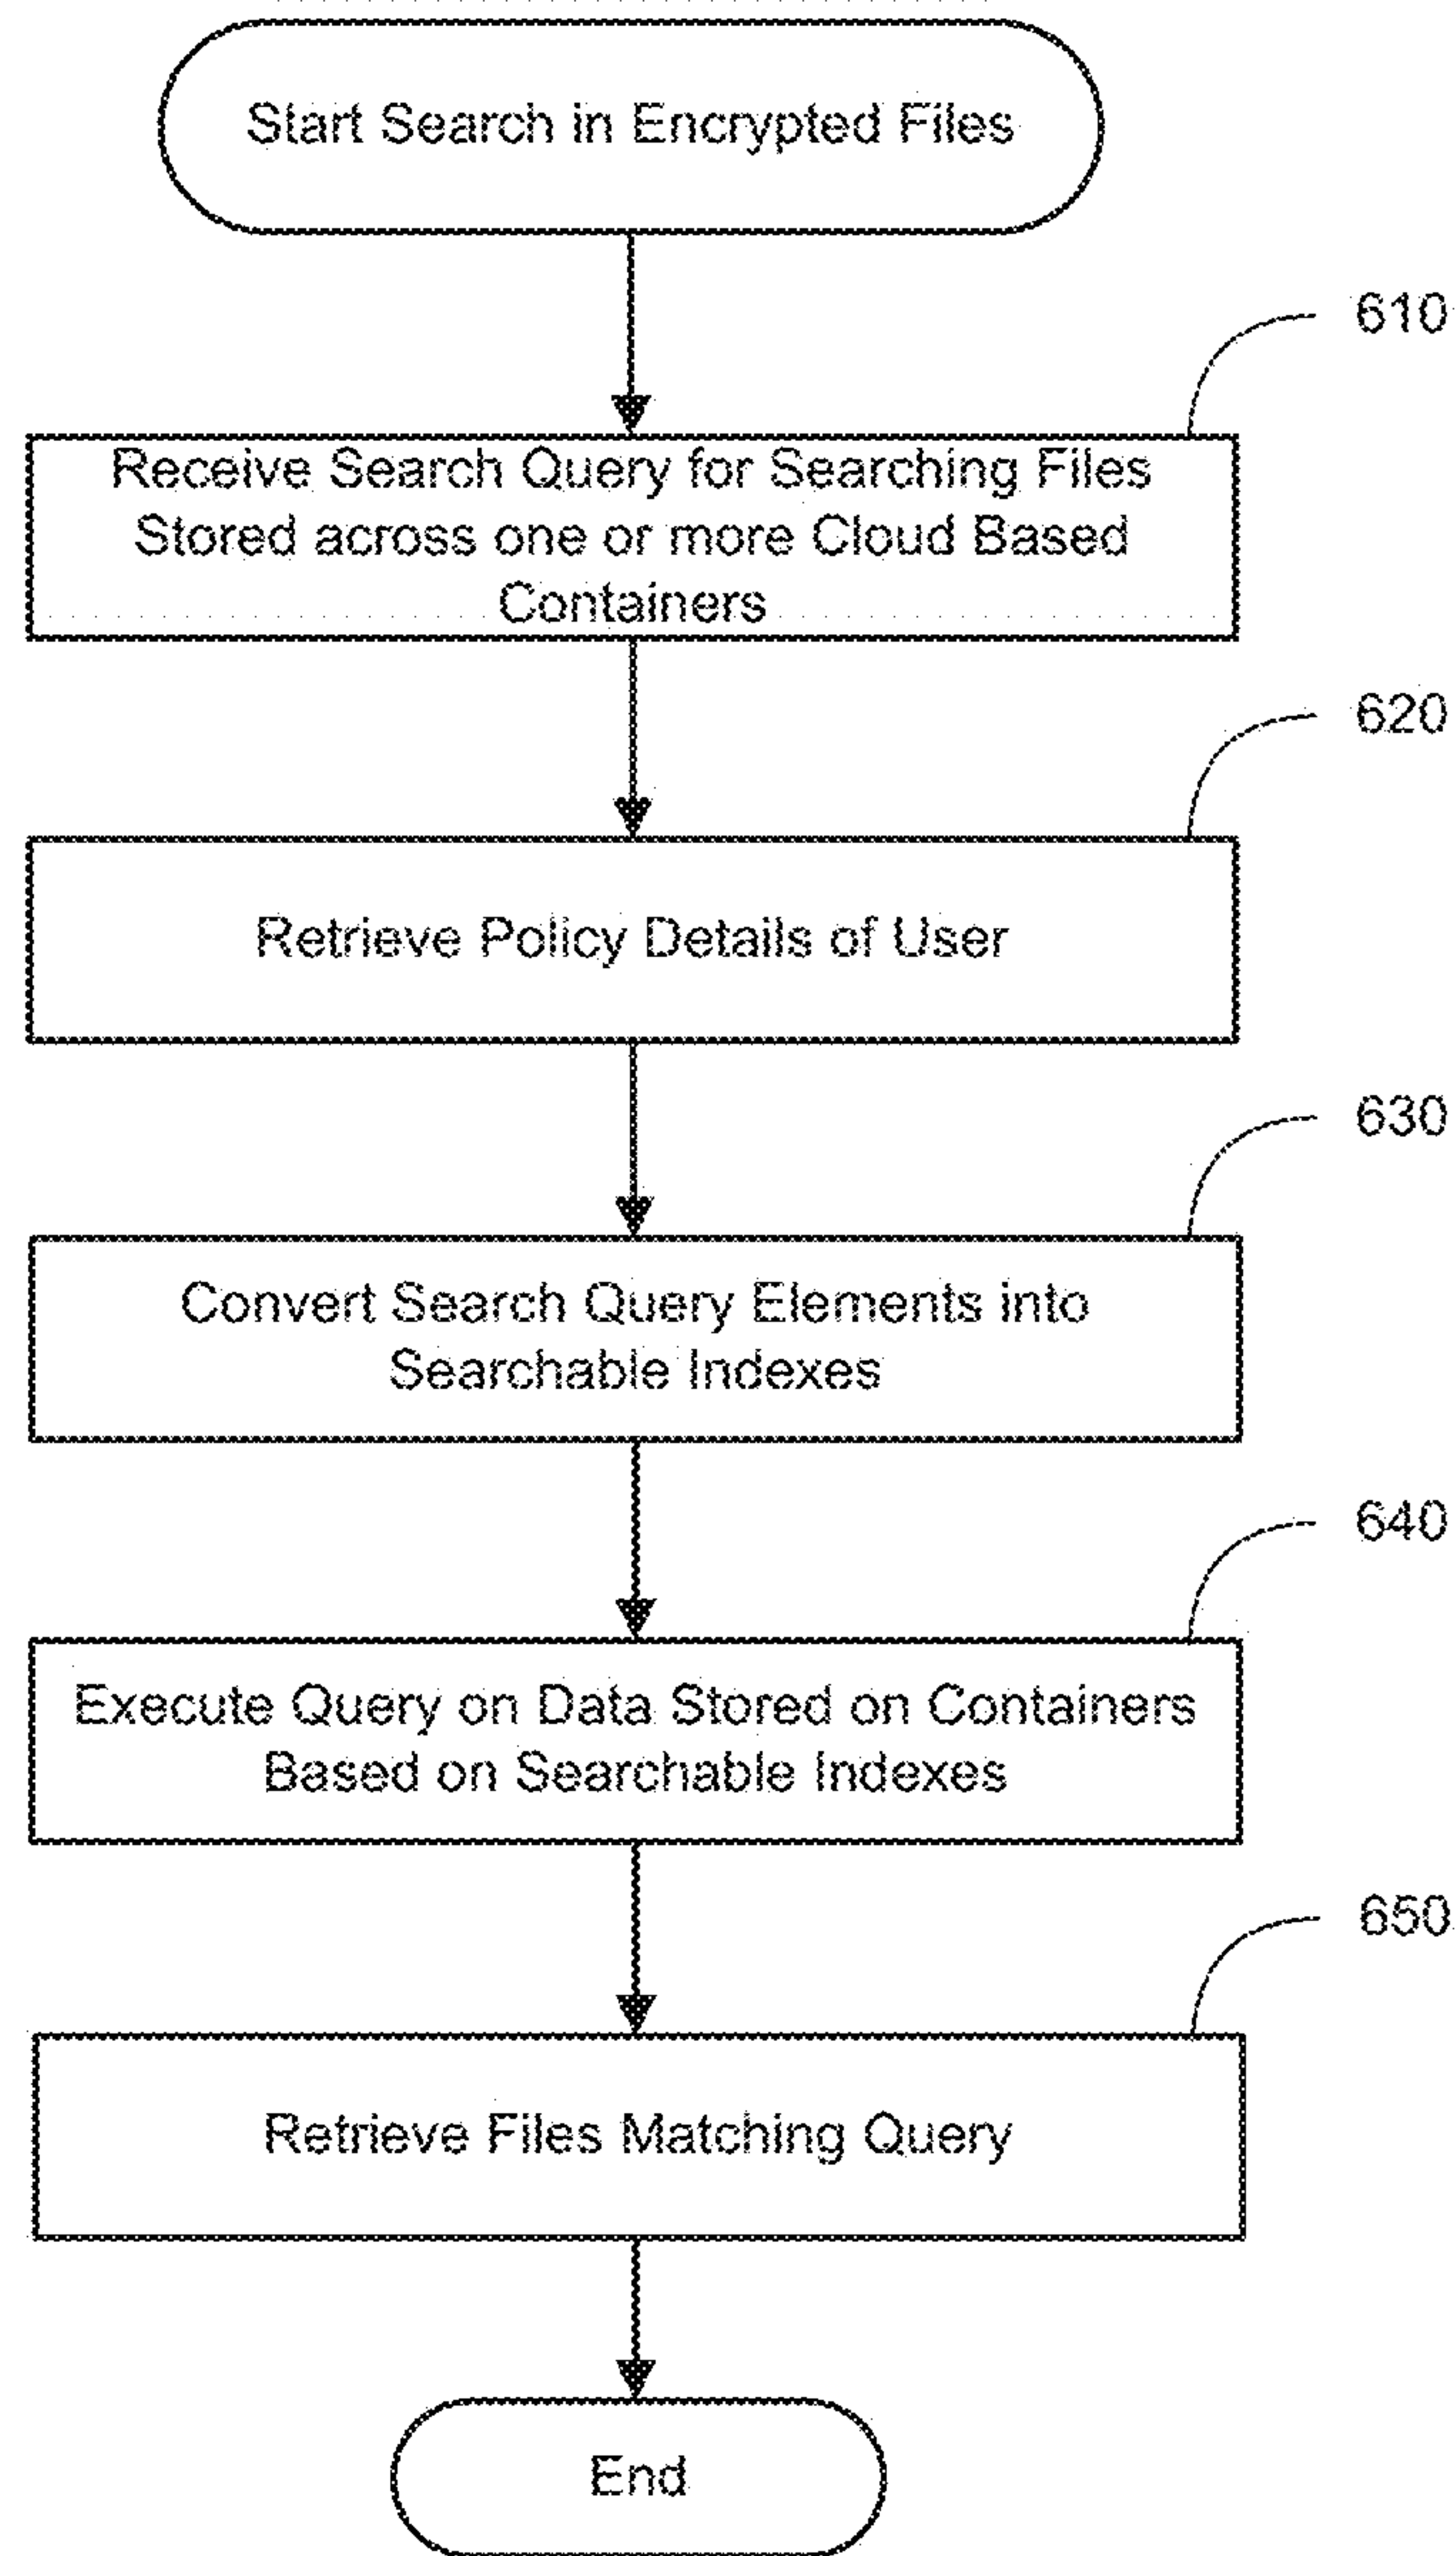 Start Search in Encrypted Files
610
Receive Search Query for Searching Files
Stored across one or more Cloud Based
Containers
620
Retrieve Policy Details of User
630
Convert Search Query Elements into
Searchable Indexes
640
Execute Query on Data Stored on Containers
Based on Searchable Indexes
650
Retrieve Files Matching Query
End